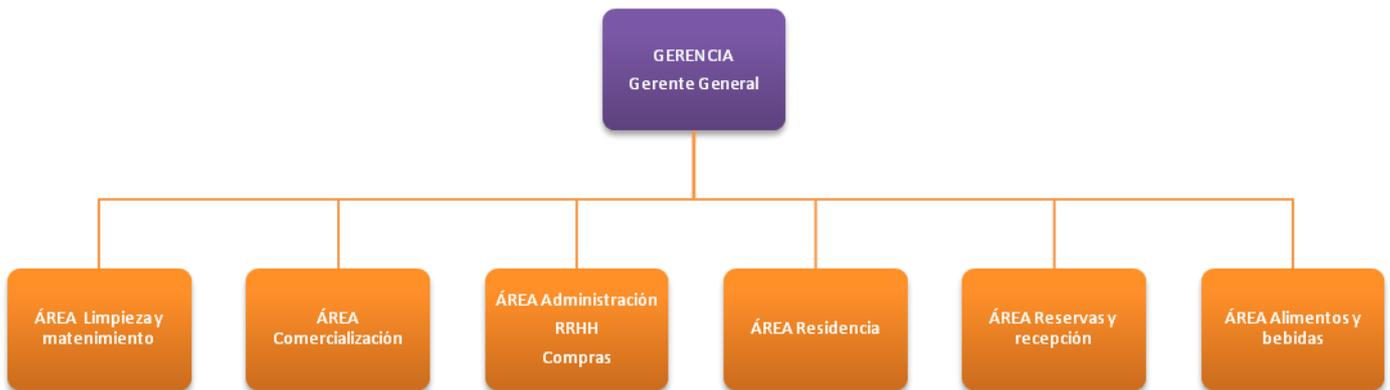 GERENCIA
Gerente General
ÁREA Limpieza y
matenimiento
ÁREA
Comercialización
ÁREA Administración
RRHH
Compras
ÁREA Residencia
ÁREA Reservas y
recepción
ÁREA Alimentos y
bebidas